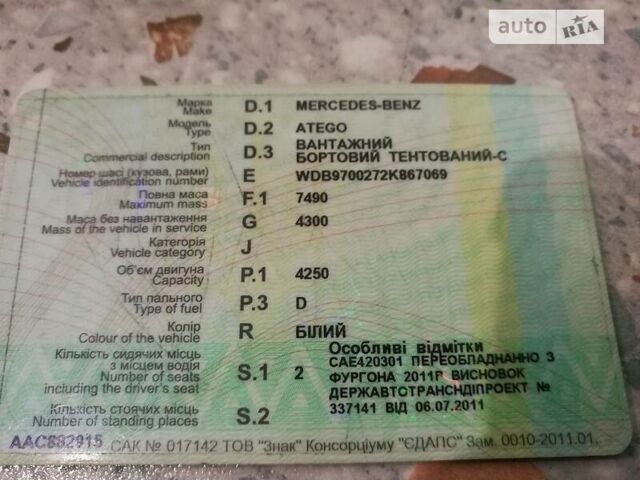 auto RIA
Марка D.1 MERCEDES-BENZ
Make
Модель D.2 ATEGO
Type
Тип D.3 ВАНТАЖНИЙ
Commercial description БОРТОВИЙ ТЕНТОВАНИЙ-С
Номер шасі (кузова, рами) E WDB9700272K867069
Vehicle identification number
Повна маса F.1 7490
Maximum mass
Маса без навантаження G 4300
Mass of the vehicle in service
Категорія J
Vehicle category
Об'єм двигуна P.1 4250
Capacity
Тип пального P.3 D
Type of fuel
Колір R БІЛИЙ
Colour of the vehicle
Особливі відмітки
Кількість сидячих місць S.1 2 САЕ420301 ПЕРЕОБЛАДНАННО З
з місцем водія ФУРГОНА 2011Р ВИСНОВОК
Number of seats ДЕРЖАВТОТРАНСНДІПРОЕКТ №
including the driver's seat 337141 ВІД 06.07.2011
Кількість стоячих місць S.2
Number of standing places
ААС882915 САК № 017142 ТОВ "Знак" Консорціуму "ЄДАПС" Зам. 0010-2011.01.